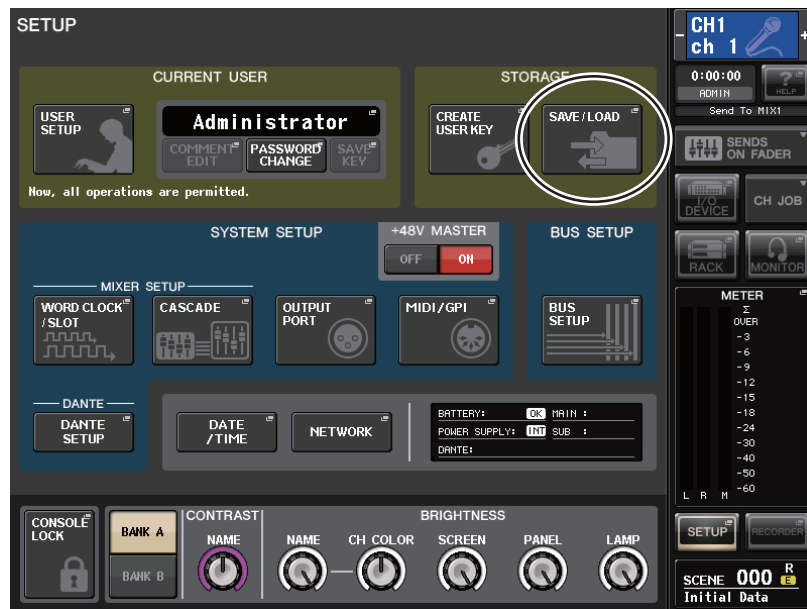 SETUP
CURRENT USER
USER
SETUP
Administrator
COMMENT
EDIT
PASSWORD
CHANGE
SAVE
KEY
Now, all operations are permitted.
STORAGE
CREATE
USER KEY
SAVE/LOAD
SYSTEM SETUP
+48V MASTER
OFF
ON
BUS SETUP
MIXER SETUP
WORD CLOCK
/SLOT
CASCADE
OUTPUT
PORT
MIDI/GPI
BUS
SETUP
DANTE
DANTE
SETUP
DATE
/TIME
NETWORK
BATTERY: OK MAIN :
POWER SUPPLY: INT SUB :
DANTE:
CONSOLE
LOCK
BANK A
BANK B
CONTRAST
NAME
BRIGHTNESS
NAME CH COLOR SCREEN PANEL LAMP
- CH1 +
ch 1
0:00:00
ADMIN
?
HELP
Send To MIX1
SENDS
ON FADER
I/O
DEVICE
CH JOB
RACK
MONITOR
METER
Σ
OVER
-3
-6
-9
-12
-15
-18
-24
-30
-40
-50
-60
L R M
SETUP
RECORDER
SCENE 000 R
E
Initial Data